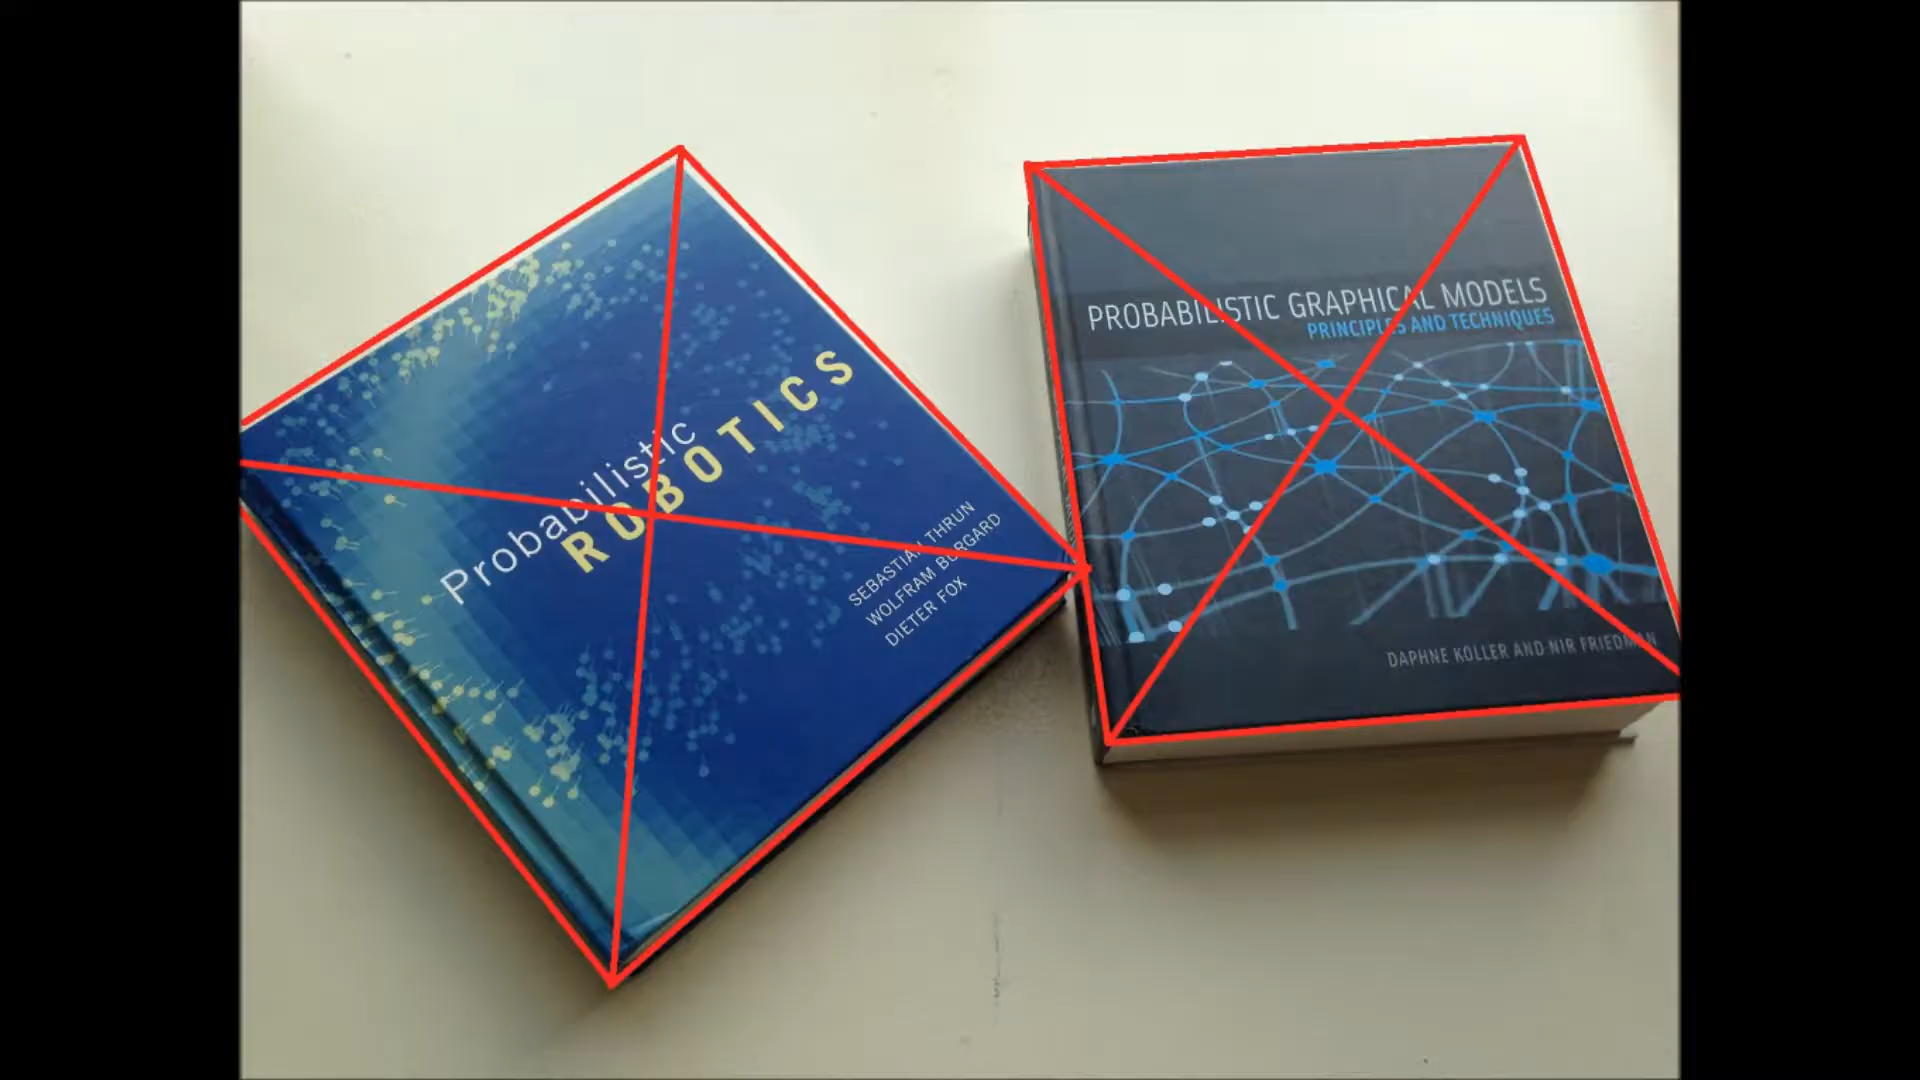 Probabilistic
ROBOTICS
SEBASTIAN THRUN
WOLFRAM BURGARD
DIETER FOX
PROBABILISTIC GRAPHICAL MODELS
PRINCIPLES AND TECHNIQUES
DAPHNE KOLLER AND NIR FRIEDMAN